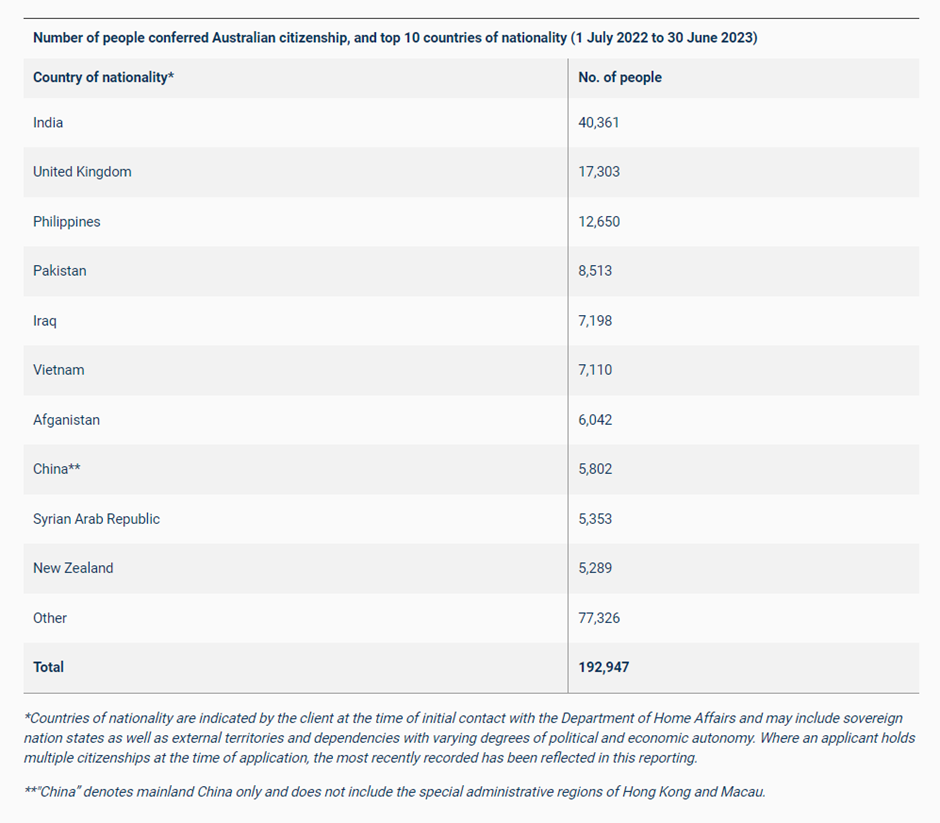 Number of people conferred Australian citizenship, and top 10 countries of nationality (1 July 2022 to 30 June 2023)
Country of nationality* No. of people
India 40,361
United Kingdom 17,303
Philippines 12,650
Pakistan 8,513
Iraq 7,198
Vietnam 7,110
Afganistan 6,042
China** 5,802
Syrian Arab Republic 5,353
New Zealand 5,289
Other 77,326
Total 192,947
*Countries of nationality are indicated by the client at the time of initial contact with the Department of Home Affairs and may include sovereign
nation states as well as external territories and dependencies with varying degrees of political and economic autonomy. Where an applicant holds
multiple citizenships at the time of application, the most recently recorded has been reflected in this reporting.
**"China” denotes mainland China only and does not include the special administrative regions of Hong Kong and Macau.